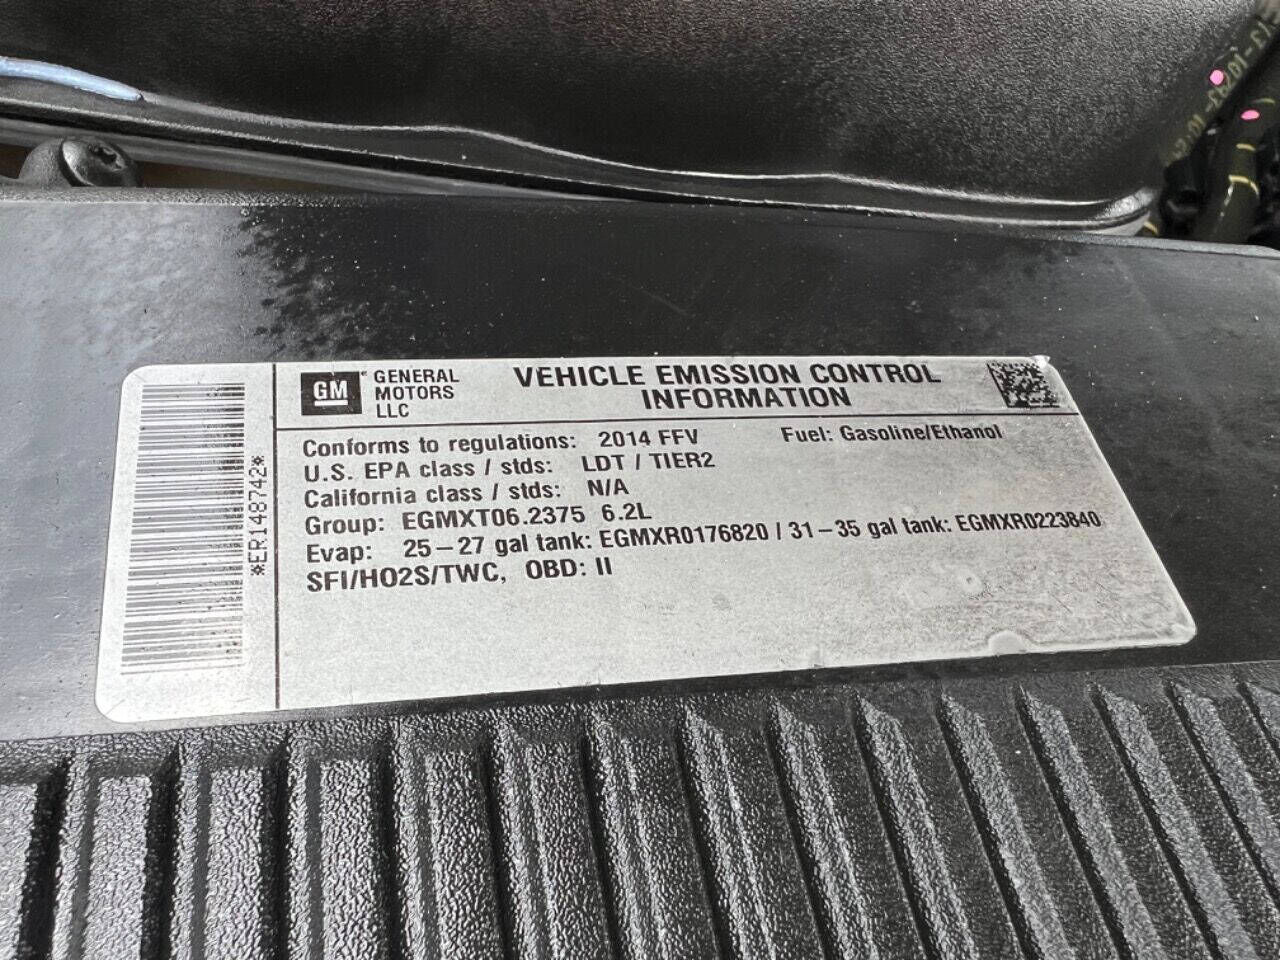 GM
GENERAL
MOTORS
LLC
VEHICLE EMISSION CONTROL
INFORMATION
Conforms to regulations: 2014 FFV Fuel: Gasoline/Ethanol
U.S. EPA class / stds: LDT / TIER2
California class / stds: N/A
Group: EGMXT06.2375 6.2L
Evap: 25-27 gal tank: EGMXR0176820 / 31-35 gal tank: EGMXR0223840
SFI/HO2S/TWC, OBD: II
*ER148742*